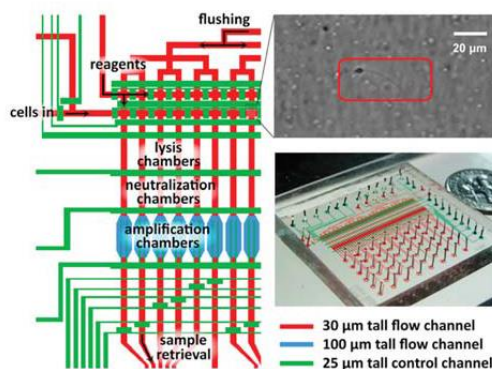 flushing
reagents
cells in
lysis
chambers
neutralization
chambers
amplification
chambers
sample
retrieval
20 µm
30 µm tall flow channel
100 µm tall flow channel
25 µm tall control channel